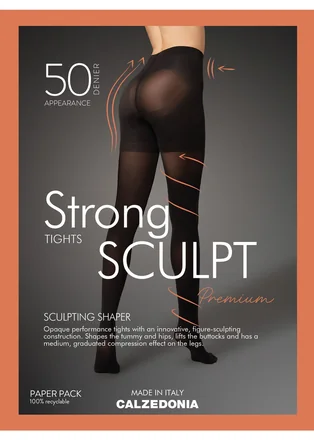 50
DENIER
APPEARANCE
Strong
TIGHTS
SCULPT
Premium
SCULPTING SHAPER
Opaque performance tights with an innovative, figure-sculpting
construction. Shapes the tummy and hips, lifts the buttocks and has a
medium, graduated compression effect on the legs.
PAPER PACK
100% recyclable
MADE IN ITALY
CALZEDONIA